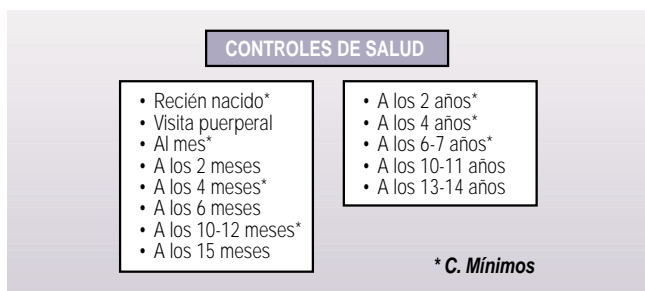 CONTROLES DE SALUD
• Recién nacido*
• Visita puerperal
• Al mes*
• A los 2 meses
• A los 4 meses*
• A los 6 meses
• A los 10-12 meses*
• A los 15 meses
• A los 2 años*
• A los 4 años*
• A los 6-7 años*
• A los 10-11 años
• A los 13-14 años
* C. Mínimos